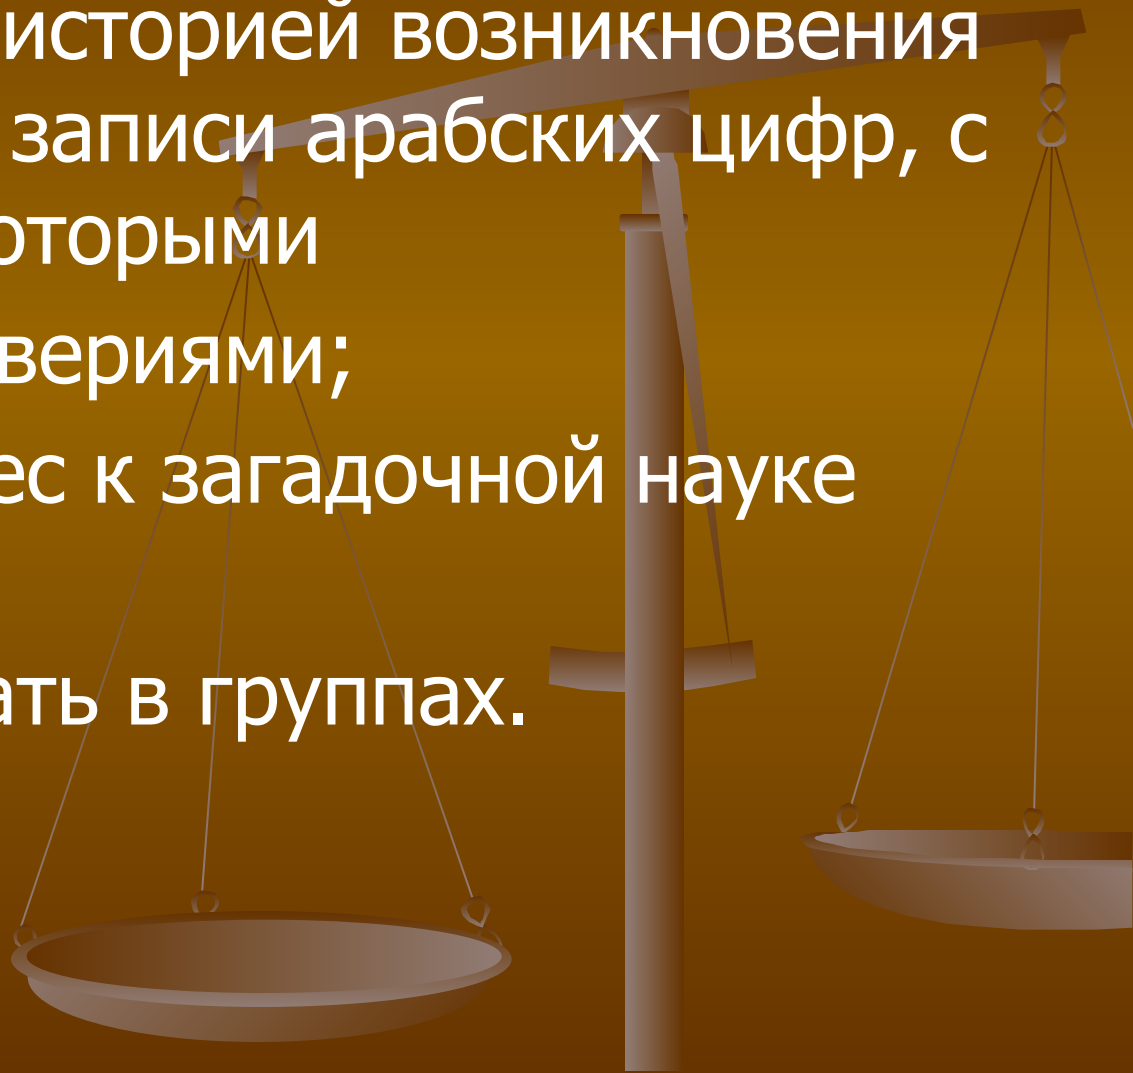 историей возникновения
записи арабских цифр, с
оторыми
вериями;
ес к загадочной науке
ать в группах.